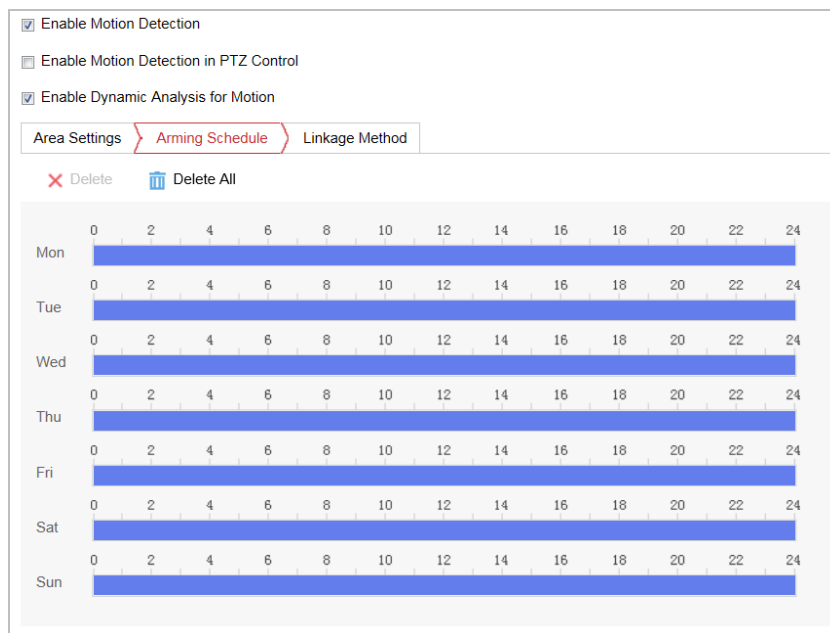 Enable Motion Detection
Enable Motion Detection in PTZ Control
Enable Dynamic Analysis for Motion
Area Settings Arming Schedule Linkage Method
Delete Delete All
0 2 4 6 8 10 12 14 16 18 20 22 24
Mon
0 2 4 6 8 10 12 14 16 18 20 22 24
Tue
0 2 4 6 8 10 12 14 16 18 20 22 24
Wed
0 2 4 6 8 10 12 14 16 18 20 22 24
Thu
0 2 4 6 8 10 12 14 16 18 20 22 24
Fri
0 2 4 6 8 10 12 14 16 18 20 22 24
Sat
0 2 4 6 8 10 12 14 16 18 20 22 24
Sun